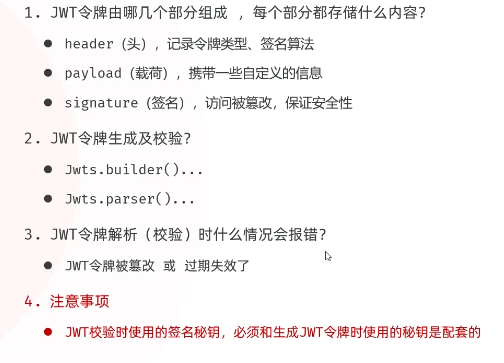 1. JWT令牌由哪几个部分组成 ，每个部分都存储什么内容?
● header（头），记录令牌类型、签名算法
● payload（载荷），携带一些自定义的信息
● signature（签名），访问被篡改，保证安全性
2. JWT令牌生成及校验?
● Jwts.builder()...
● Jwts.parser()...
3. JWT令牌解析（校验）时什么情况会报错?
● JWT令牌被篡改 或 过期失效了
4. 注意事项
● JWT校验时使用的签名秘钥，必须和生成JWT令牌时使用的秘钥是配套的